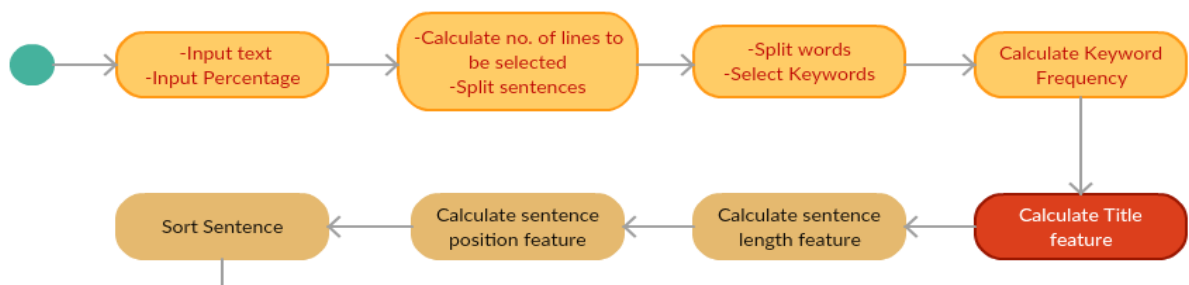 -Input text
-Input Percentage
-Calculate no. of lines to
be selected
-Split sentences
-Split words
-Select Keywords
Calculate Keyword
Frequency
Calculate Title
feature
Calculate sentence
length feature
Calculate sentence
position feature
Sort Sentence